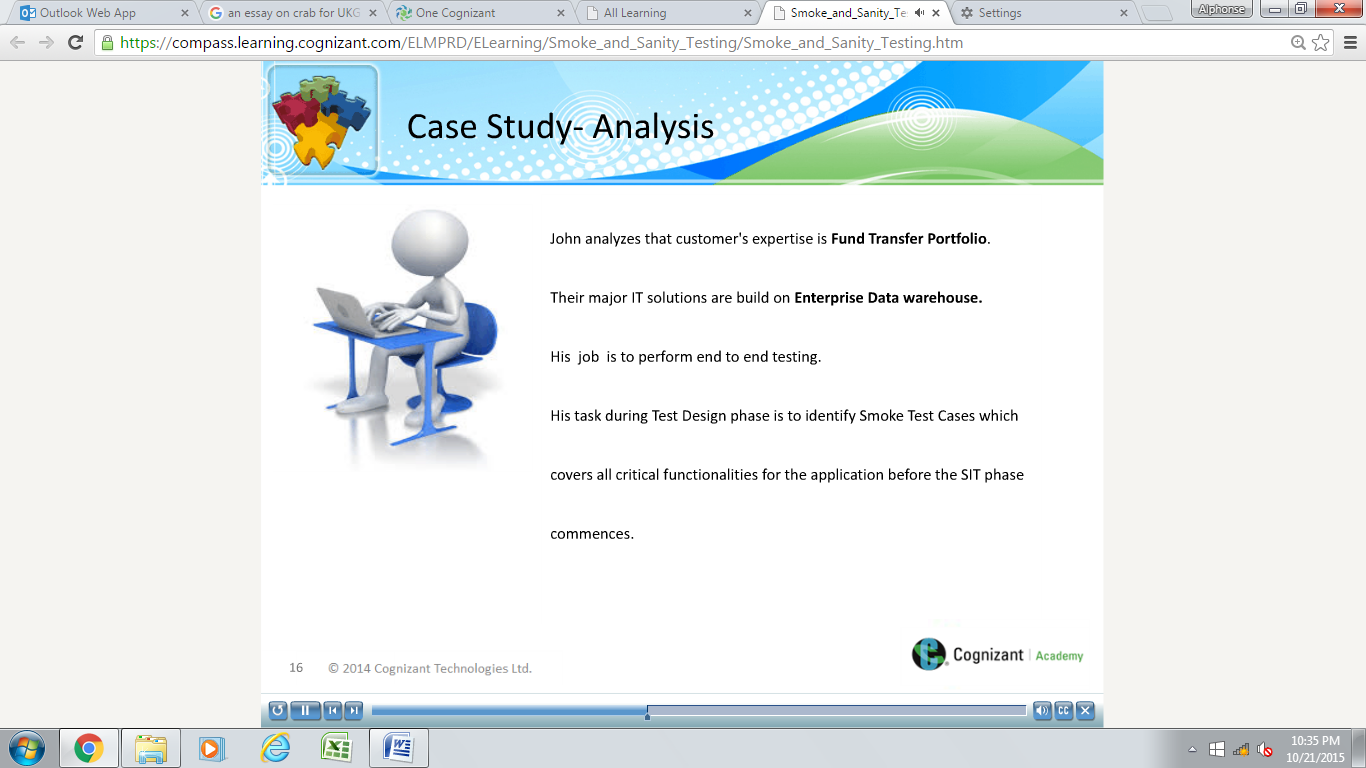 Outlook Web App
an essay on crab for UKG
One Cognizant
All Learning
Smoke_and_Sanity_Te
Settings
Alphonse
https://compass.learning.cognizant.com/ELMPRD/ELearning/Smoke_and_Sanity_Testing/Smoke_and_Sanity_Testing.htm
Case Study- Analysis
John analyzes that customer's expertise is Fund Transfer Portfolio.
Their major IT solutions are build on Enterprise Data warehouse.
His job is to perform end to end testing.
His task during Test Design phase is to identify Smoke Test Cases which
covers all critical functionalities for the application before the SIT phase
commences.
16 © 2014 Cognizant Technologies Ltd.
Cognizant | Academy
CC
10:35 PM
10/21/2015